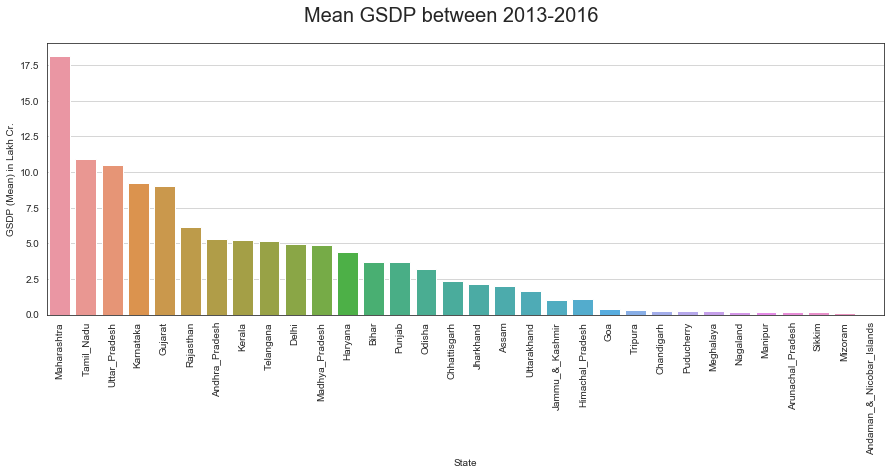 Mean GSDP between 2013-2016
GSDP (Mean) in Lakh Cr.
17.5
15.0
12.5
10.0
7.5
5.0
2.5
0.0
Maharashtra
Tamil_Nadu
Uttar_Pradesh
Karnataka
Gujarat
Rajasthan
Andhra_Pradesh
Kerala
Telangana
Delhi
Madhya_Pradesh
Haryana
Bihar
Punjab
Odisha
Chhattisgarh
Jharkhand
Assam
Uttarakhand
Jammu_&_Kashmir
Himachal_Pradesh
Goa
Tripura
Chandigarh
Puducherry
Meghalaya
Nagaland
Manipur
Arunachal_Pradesh
Sikkim
Mizoram
Andaman_&_Nicobar_Islands
State